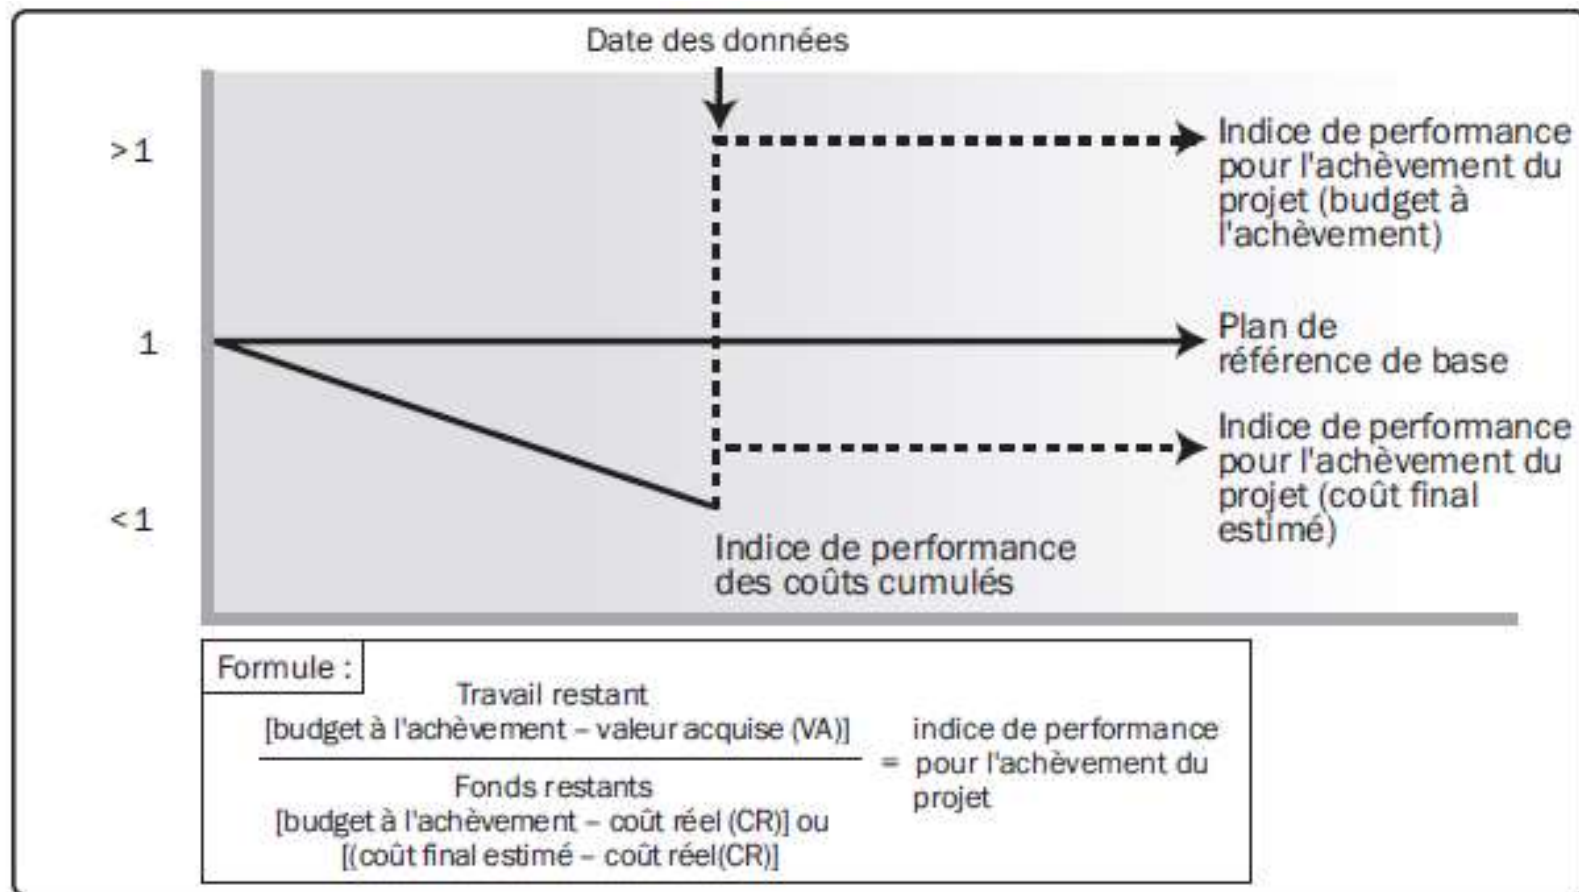 Date des données
>1
Indice de performance
pour l'achèvement du
projet (budget à
l'achèvement)
1
Plan de
référence de base
Indice de performance
pour l'achèvement du
projet (coût final
estimé)
<1
Indice de performance
des coûts cumulés
Formule :
Travail restant
[budget à l'achèvement – valeur acquise (VA)]
Fonds restants
[budget à l'achèvement – coût réel (CR)] ou
[(coût final estimé – coût réel(CR)]
=
indice de performance
pour l'achèvement du
projet